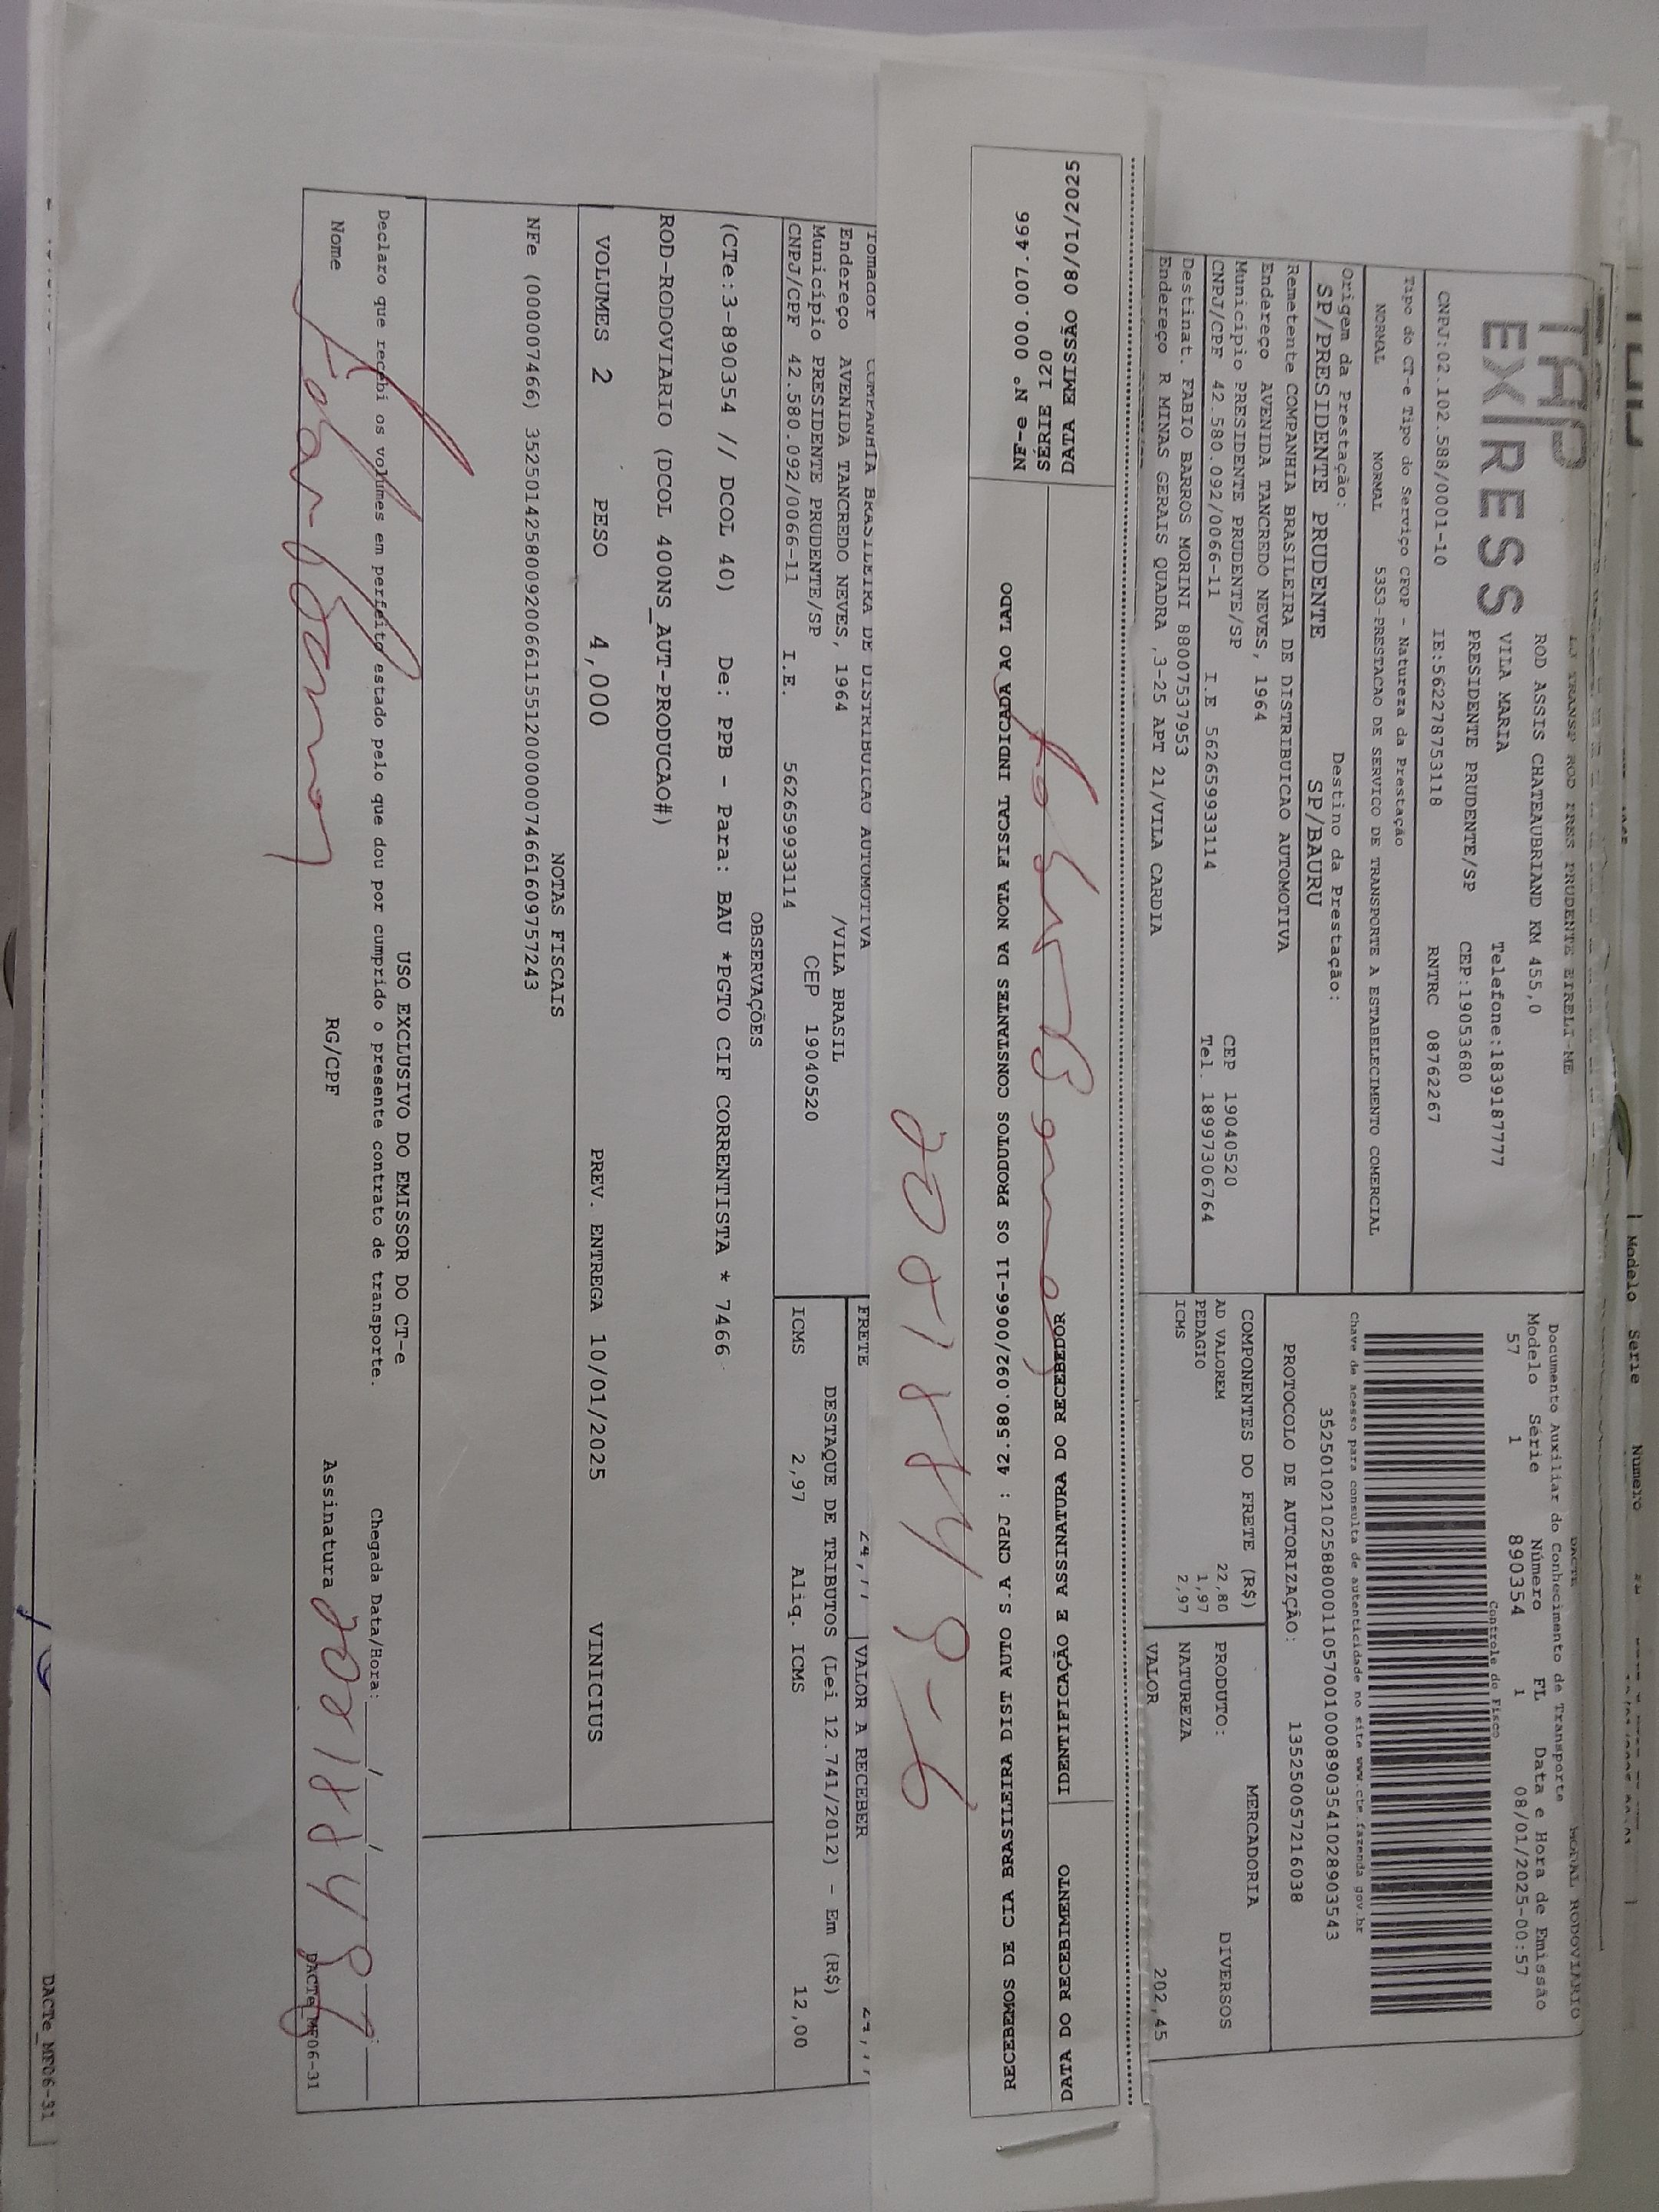 TAP
EX/RESS
ROD ASSIS CHATEAUBRIAND KM 455,0
VILA MARIA Telefone:1839187777
PRESIDENTE PRUDENTE/SP CEP:19053680
CNPJ:02.102.588/0001-10 IE:562278753118 RNTRC 08762267
DACTE MODAL RODOVIARIO
Documento Auxiliar do Conhecimento de Transporte
Modelo Série Número FL Data e Hora de Emissão
57 1 890354 1 08/01/2025-00:57
Controle do Fisco
Tipo do CT-e Tipo do Serviço CFOP - Natureza da Prestação
NORMAL NORMAL 5353-PRESTACAO DE SERVICO DE TRANSPORTE A ESTABELECIMENTO COMERCIAL
Chave de acesso para consulta de autenticidade no site www.cte.fazenda.gov.br
35250102102588000110570010008903541028903543
Origem da Prestação: Destino da Prestação:
SP/PRESIDENTE PRUDENTE SP/BAURU
PROTOCOLO DE AUTORIZAÇÃO: 135250057216038
Remetente COMPANHIA BRASILEIRA DE DISTRIBUICAO AUTOMOTIVA
Endereço AVENIDA TANCREDO NEVES, 1964
Município PRESIDENTE PRUDENTE/SP CEP 19040520
CNPJ/CPF 42.580.092/0066-11 I.E 562659933114 Tel. 18997306764
Destinat. FABIO BARROS MORINI 88007537953
Endereço R MINAS GERAIS QUADRA ,3-25 APT 21/VILA CARDIA
COMPONENTES DO FRETE (R$)
AD VALOREM 22,80
PEDAGIO 1,97
ICMS 2,97
MERCADORIA
PRODUTO: DIVERSOS
NATUREZA
VALOR 202,45
NF-e Nº 000.007.466
SÉRIE 120
DATA EMISSÃO 08/01/2025
IDENTIFICAÇÃO E ASSINATURA DO RECEBEDOR
DATA DO RECEBIMENTO
RECEBEMOS DE CIA BRASILEIRA DIST AUTO S.A CNPJ : 42.580.092/0066-11 OS PRODUTOS CONSTANTES DA NOTA FISCAL INDICADA AO LADO
Tomador COMPANHIA BRASILEIRA DE DISTRIBUICAO AUTOMOTIVA
Endereço AVENIDA TANCREDO NEVES, 1964 /VILA BRASIL
Município PRESIDENTE PRUDENTE/SP CEP 19040520
CNPJ/CPF 42.580.092/0066-11 I.E. 562659933114
FRETE VALOR A RECEBER
DESTAQUE DE TRIBUTOS (Lei 12.741/2012) - Em (R$)
ICMS 2,97 Aliq. ICMS 12,00
OBSERVAÇÕES
(CTe:3-890354 // DCOL 40) De: PPB - Para: BAU *PGTO CIF CORRENTISTA * 7466
ROD-RODOVIARIO (DCOL 400NS_AUT-PRODUCAO#)
VOLUMES 2 PESO 4,000 PREV. ENTREGA 10/01/2025 VINICIUS
NOTAS FISCAIS
NFe (000007466) 35250142580092006611551200000074661609757243
USO EXCLUSIVO DO EMISSOR DO CT-e
Declaro que recebi os volumes em perfeito estado pelo que dou por cumprido o presente contrato de transporte. Chegada Data/Hora: / /
Nome RG/CPF Assinatura
DACTe_MF06-31
DACTe_MF06-31